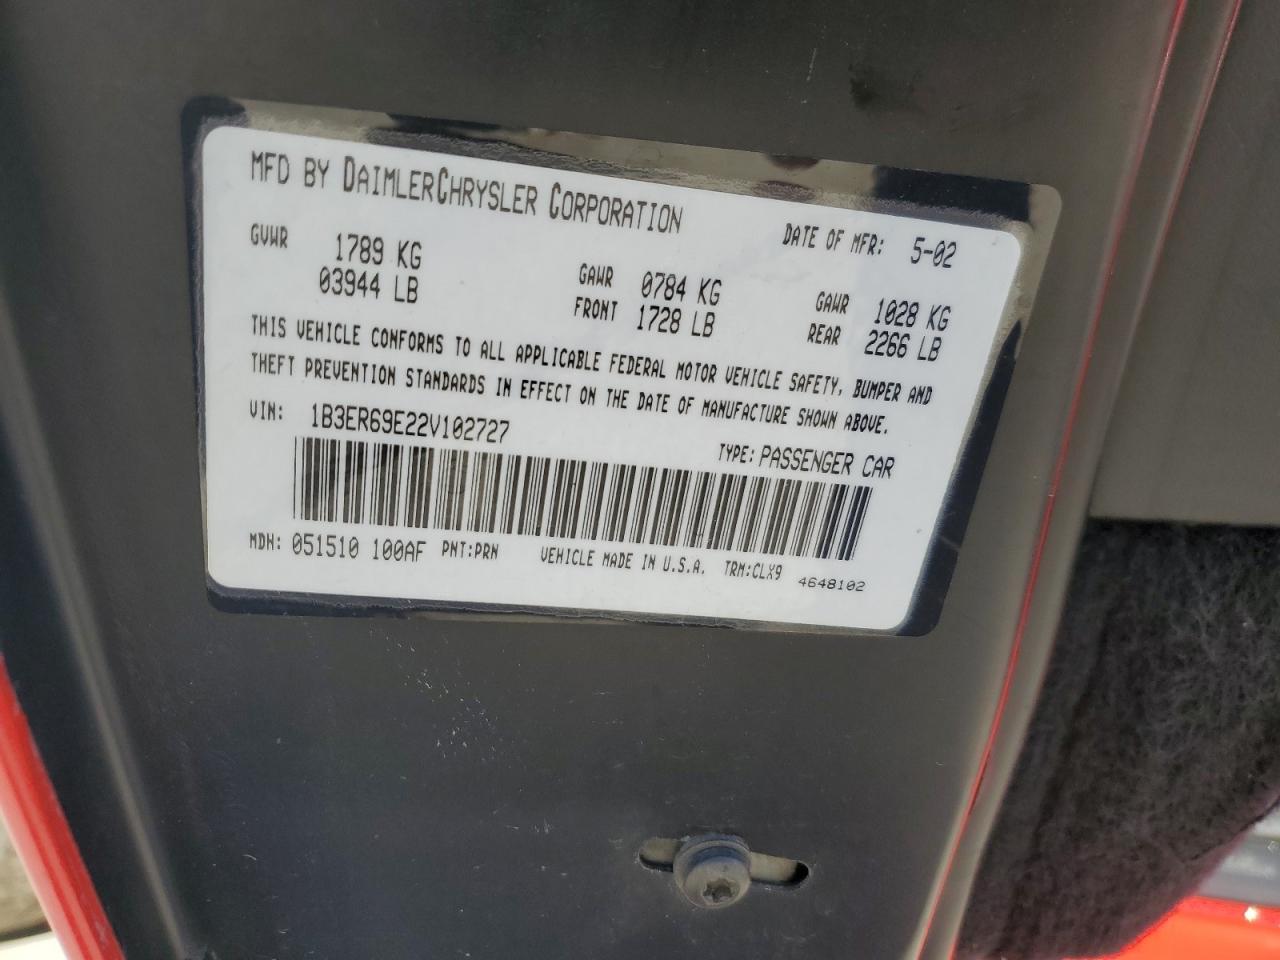 MFD BY DAIMLERCHRYSLER CORPORATION
DATE OF MFR: 5-02
GVWR 1789 KG
03944 LB
GAWR 0784 KG
FRONT 1728 LB
GAWR 1028 KG
REAR 2266 LB
THIS VEHICLE CONFORMS TO ALL APPLICABLE FEDERAL MOTOR VEHICLE SAFETY, BUMPER AND
THEFT PREVENTION STANDARDS IN EFFECT ON THE DATE OF MANUFACTURE SHOWN ABOVE.
VIN: 1B3ER69E22V102727
TYPE: PASSENGER CAR
MDH: 051510 100AF PNT:PRN VEHICLE MADE IN U.S.A. TRM:CLX9 4648102